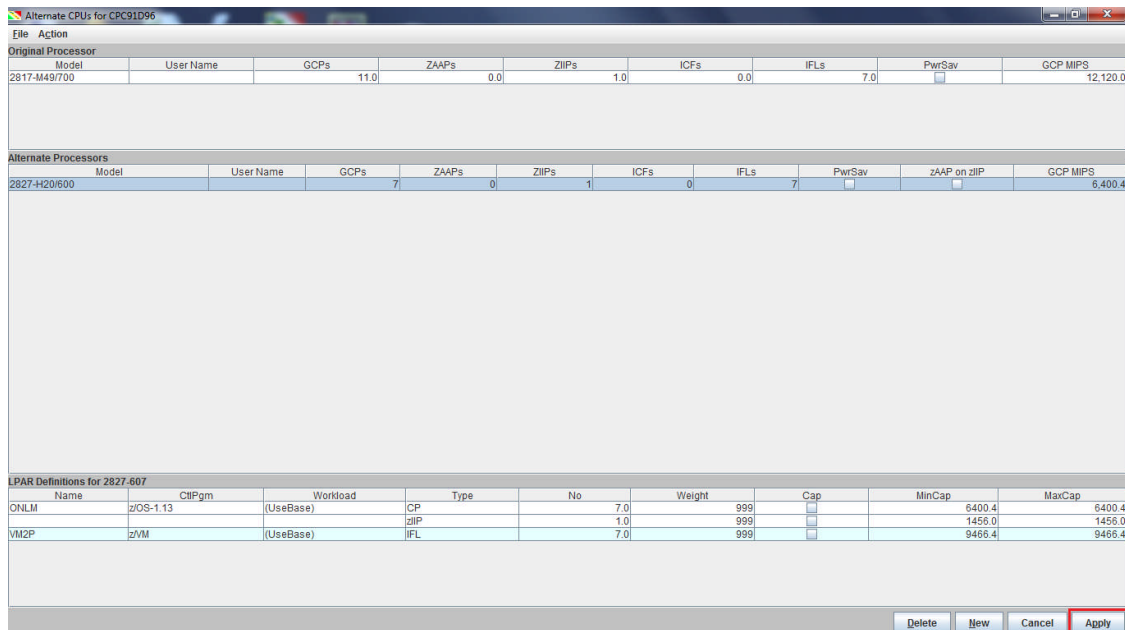 Alternate CPUs for CPC91D96
File Action
Original Processor
Model User Name GCPs ZAAPs ZIIPs ICFs IFLs PwrSav GCP MIPS
2817-M49/700 11.0 0.0 1.0 0.0 7.0 12,120.0
Alternate Processors
Model User Name GCPs ZAAPs ZIIPs ICFs IFLs PwrSav zAAP on zIIP GCP MIPS
2827-H20/600 7 0 1 0 7 6,400.4
LPAR Definitions for 2827-607
Name CtlPgm Workload Type No Weight Cap MinCap MaxCap
ONLM z/OS-1.13 (UseBase) CP 7.0 999 6400.4 6400.4
zIIP 1.0 999 1456.0 1456.0
VM2P z/VM (UseBase) IFL 7.0 999 9466.4 9466.4
Delete New Cancel Apply